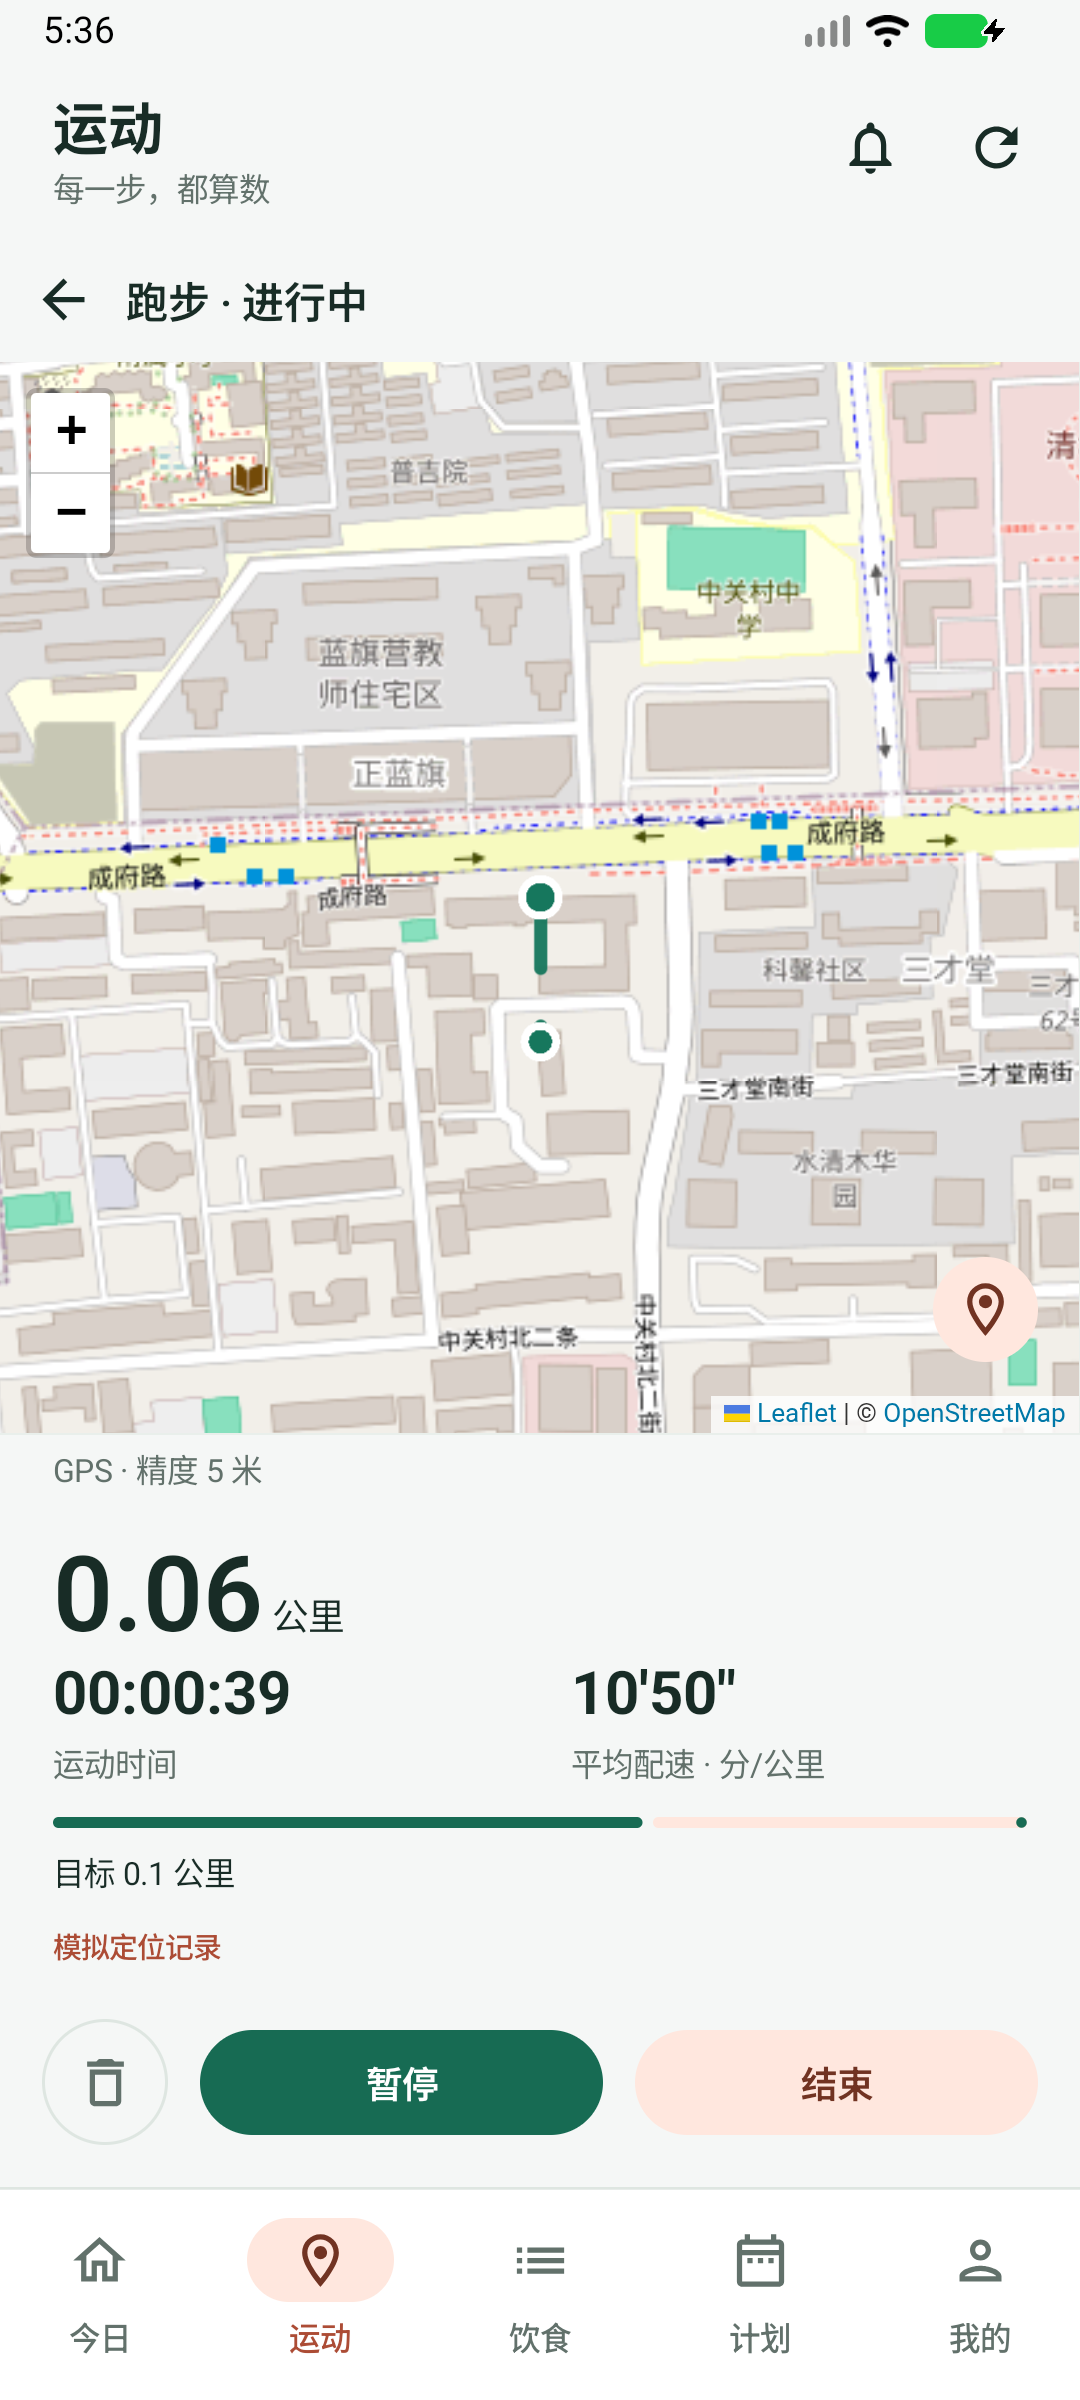 5:36
运动
每一步，都算数
跑步 · 进行中
+
−
普吉院
清
中关村中
学
蓝旗营教
师住宅区
正蓝旗
成府路
成府路
成府路
科馨社区
三才堂
三才
62号
三才堂南街
三才堂南街
水清木华
园
中关村北二条
中关村北二街
Leaflet | © OpenStreetMap
GPS · 精度 5 米
0.06 公里
00:00:39
10'50"
运动时间
平均配速 · 分/公里
目标 0.1 公里
模拟定位记录
暂停
结束
今日
运动
饮食
计划
我的